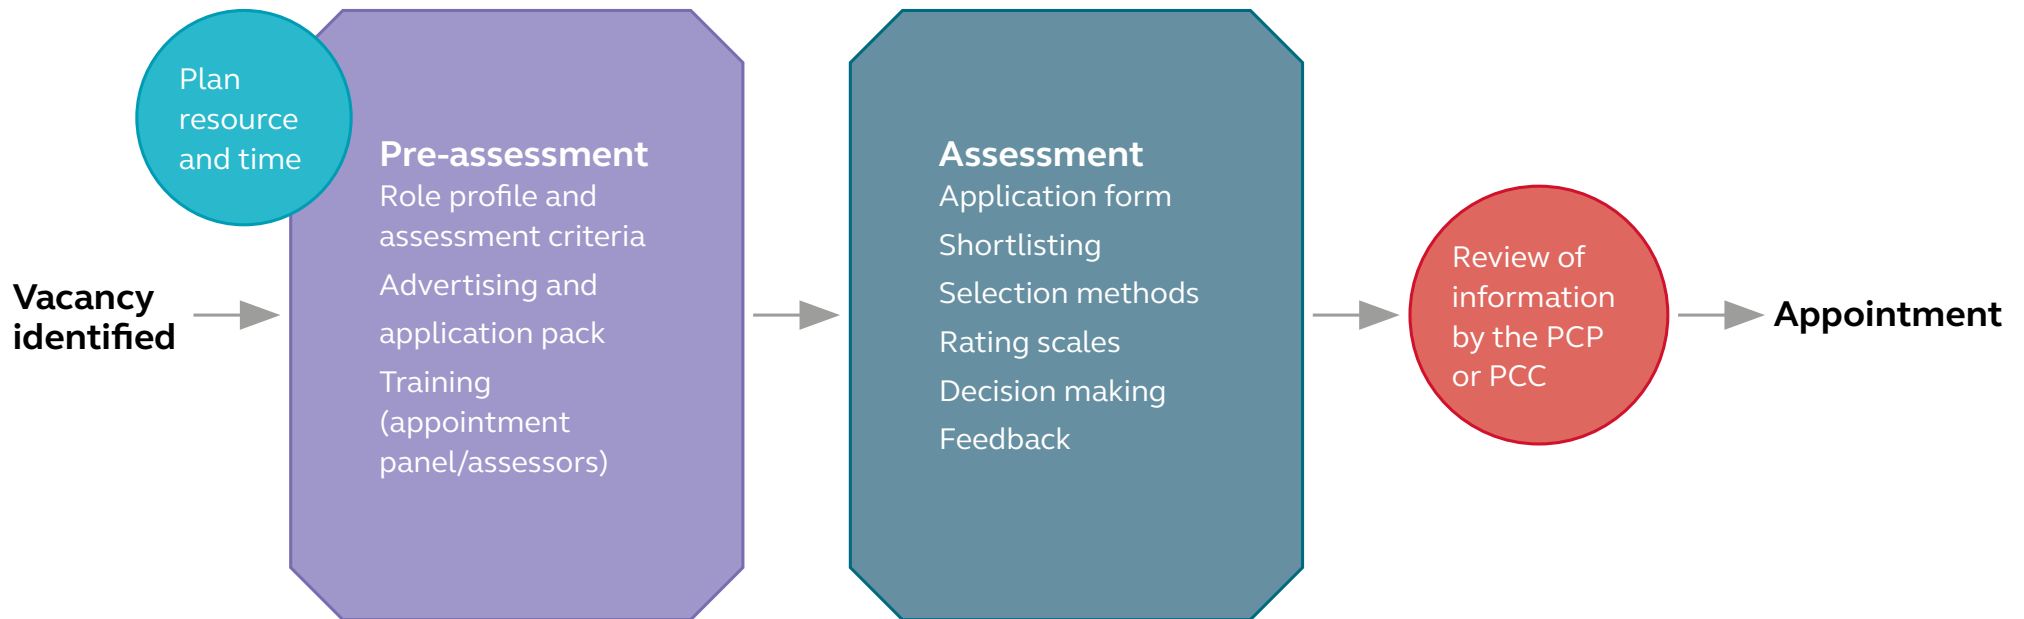 Vacancy
identified
Plan
resource
and time
Pre-assessment
Role profile and
assessment criteria
Advertising and
application pack
Training
(appointment
panel/assessors)
Assessment
Application form
Shortlisting
Selection methods
Rating scales
Decision making
Feedback
Review of
information
by the PCP
or PCC
Appointment